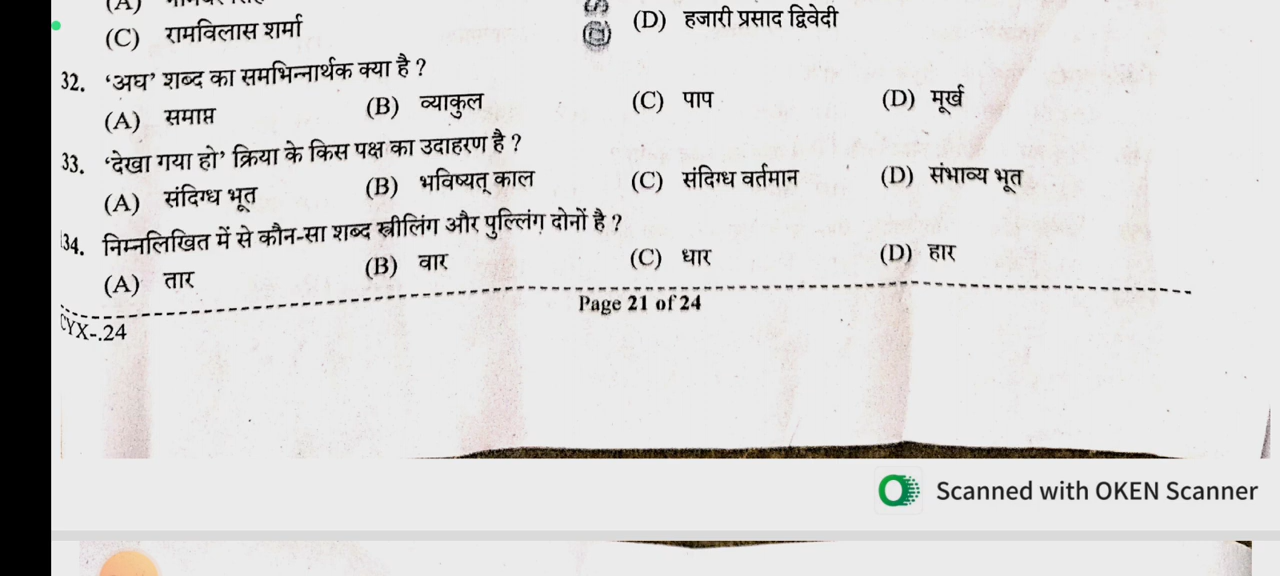 (C) रामविलास शर्मा (D) हजारी प्रसाद द्विवेदी
32. ‘अघ’ शब्द का समभिन्नार्थक क्या है ?
(A) समाप्त (B) व्याकुल (C) पाप (D) मूर्ख
33. ‘देखा गया हो’ क्रिया के किस पक्ष का उदाहरण है ?
(A) संदिग्ध भूत (B) भविष्यत् काल (C) संदिग्ध वर्तमान (D) संभाव्य भूत
34. निम्नलिखित में से कौन-सा शब्द स्त्रीलिंग और पुल्लिंग दोनों है ?
(A) तार (B) वार (C) धार (D) हार
Page 21 of 24
CYX-.24
Scanned with OKEN Scanner